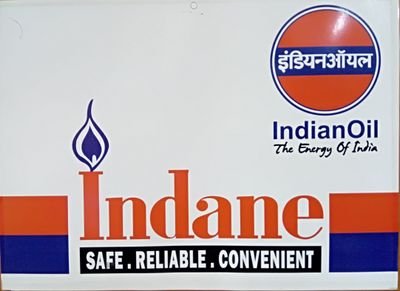 इंडियनऑयल
IndianOil
The Energy Of India
Indane
SAFE . RELIABLE . CONVENIENT